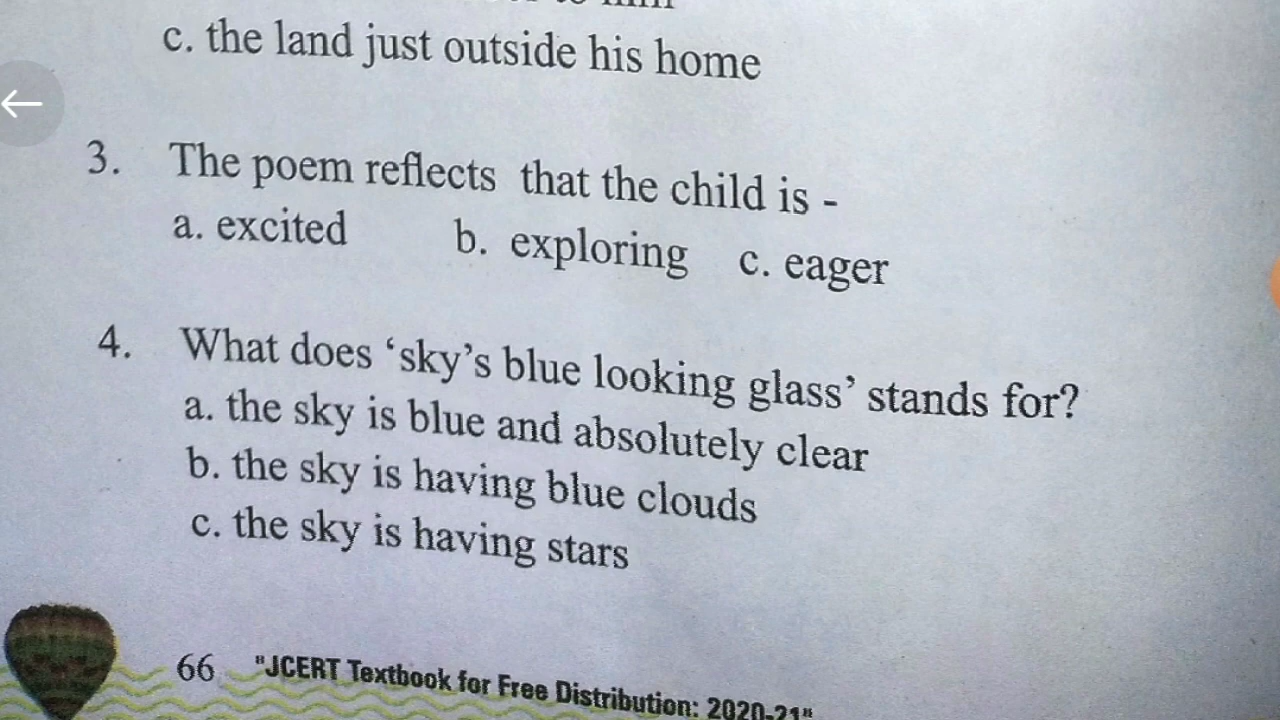 c. the land just outside his home
3. The poem reflects that the child is -
a. excited b. exploring c. eager
4. What does ‘sky’s blue looking glass’ stands for?
a. the sky is blue and absolutely clear
b. the sky is having blue clouds
c. the sky is having stars
66 "JCERT Textbook for Free Distribution: 2020-21"